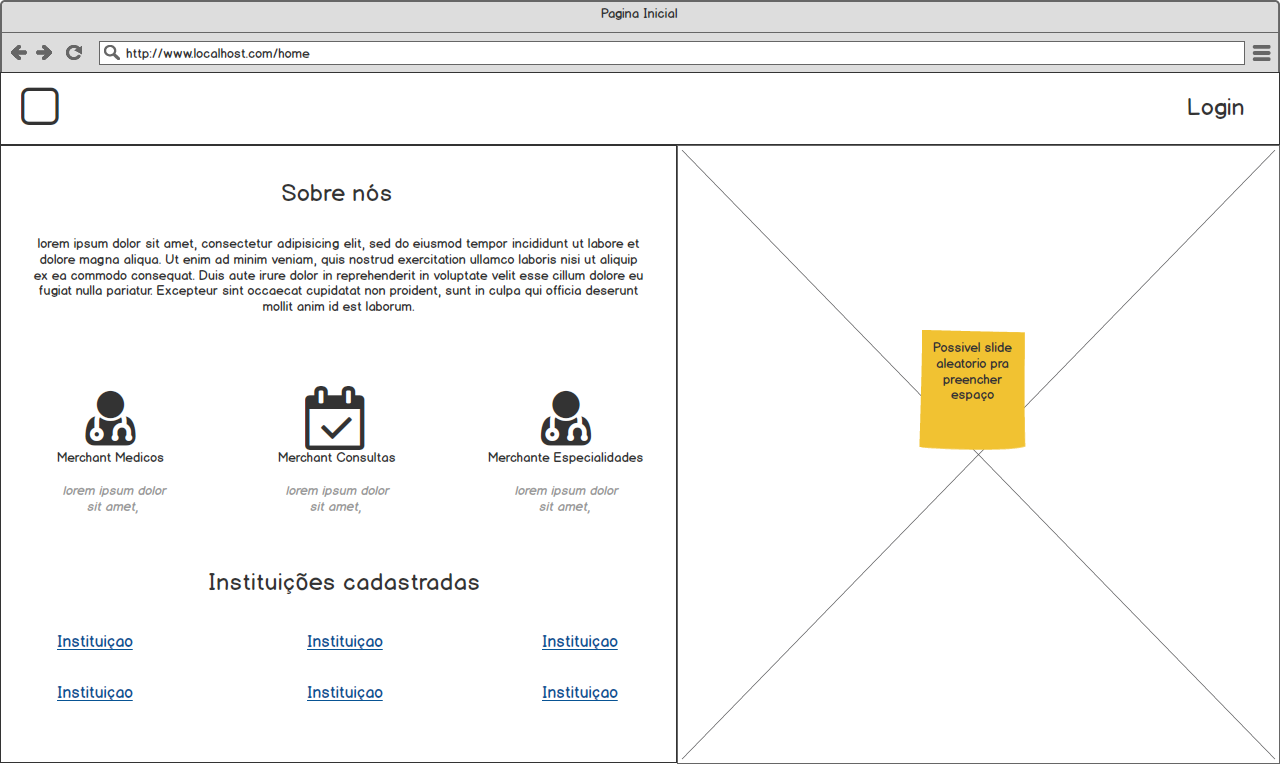 Pagina Inicial
http://www.localhost.com/home
Login
Sobre nós
lorem ipsum dolor sit amet, consectetur adipisicing elit, sed do eiusmod tempor incididunt ut labore et
dolore magna aliqua. Ut enim ad minim veniam, quis nostrud exercitation ullamco laboris nisi ut aliquip
ex ea commodo consequat. Duis aute irure dolor in reprehenderit in voluptate velit esse cillum dolore eu
fugiat nulla pariatur. Excepteur sint occaecat cupidatat non proident, sunt in culpa qui officia deserunt
mollit anim id est laborum.
Merchant Medicos
lorem ipsum dolor
sit amet,
Merchant Consultas
lorem ipsum dolor
sit amet,
Merchante Especialidades
lorem ipsum dolor
sit amet,
Instituições cadastradas
Instituiçao
Instituiçao
Instituiçao
Instituiçao
Instituiçao
Instituiçao
Possivel slide
aleatorio pra
preencher
espaço